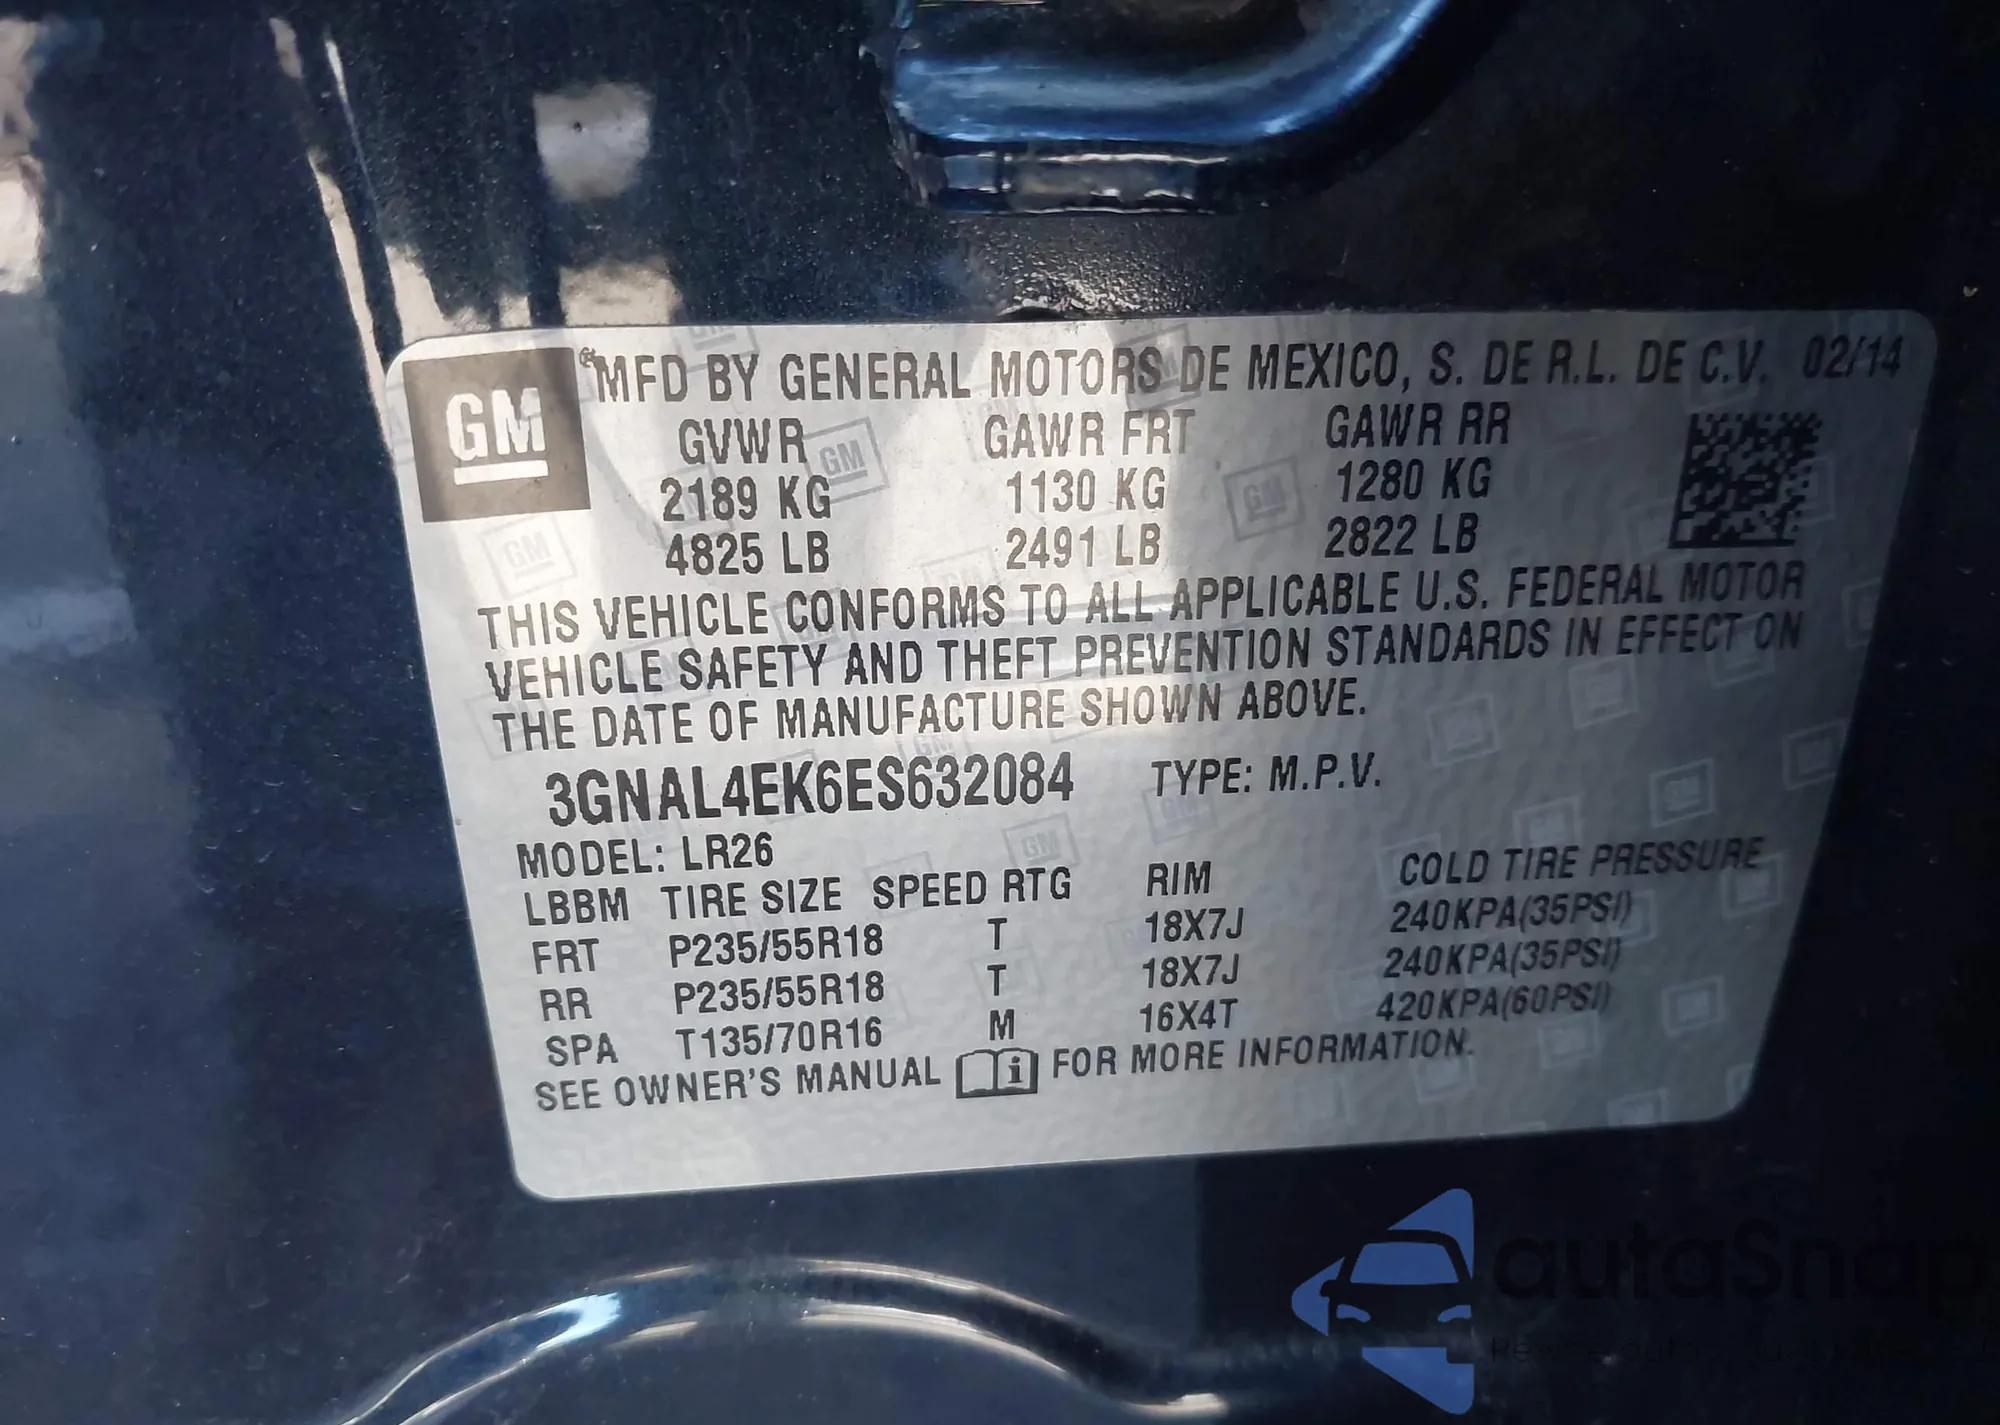 GM
MFD BY GENERAL MOTORS DE MEXICO, S. DE R.L. DE C.V. 02/14
GVWR GAWR FRT GAWR RR
2189 KG 1130 KG 1280 KG
4825 LB 2491 LB 2822 LB
THIS VEHICLE CONFORMS TO ALL APPLICABLE U.S. FEDERAL MOTOR
VEHICLE SAFETY AND THEFT PREVENTION STANDARDS IN EFFECT ON
THE DATE OF MANUFACTURE SHOWN ABOVE.
3GNAL4EK6ES632084 TYPE: M.P.V.
MODEL: LR26
LBBM TIRE SIZE SPEED RTG RIM COLD TIRE PRESSURE
FRT P235/55R18 T 18X7J 240KPA(35PSI)
RR P235/55R18 T 18X7J 240KPA(35PSI)
SPA T135/70R16 M 16X4T 420KPA(60PSI)
SEE OWNER'S MANUAL i FOR MORE INFORMATION.
autaSnap